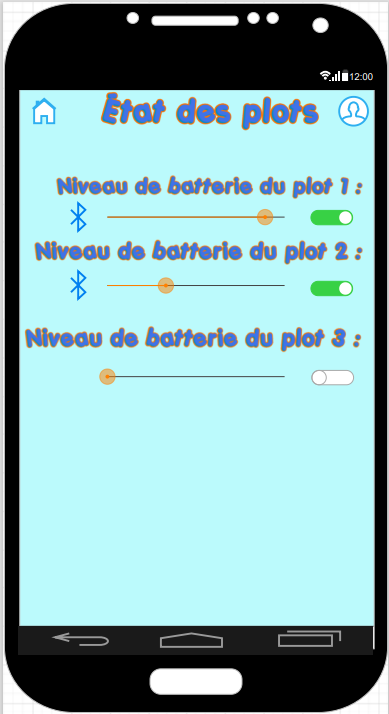 12:00
État des plots
Niveau de batterie du plot 1 :
Niveau de batterie du plot 2 :
Niveau de batterie du plot 3 :